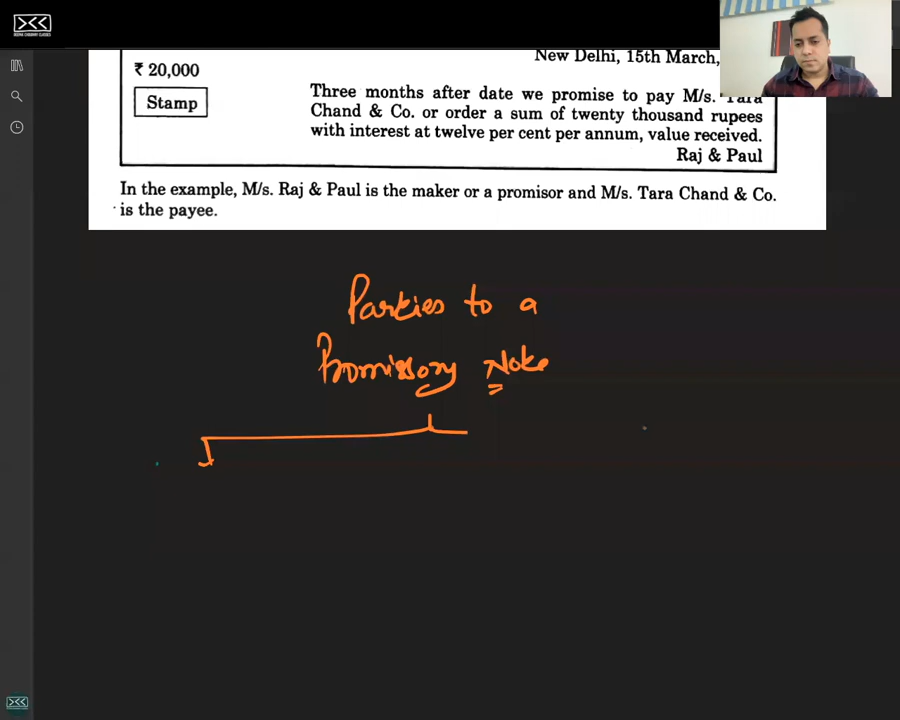 New Delhi, 15th March,
₹ 20,000
Stamp
Three months after date we promise to pay M/s. Tara
Chand & Co. or order a sum of twenty thousand rupees
with interest at twelve per cent per annum, value received.
Raj & Paul
In the example, M/s. Raj & Paul is the maker or a promisor and M/s. Tara Chand & Co.
is the payee.
Parties to a
Promissory Note